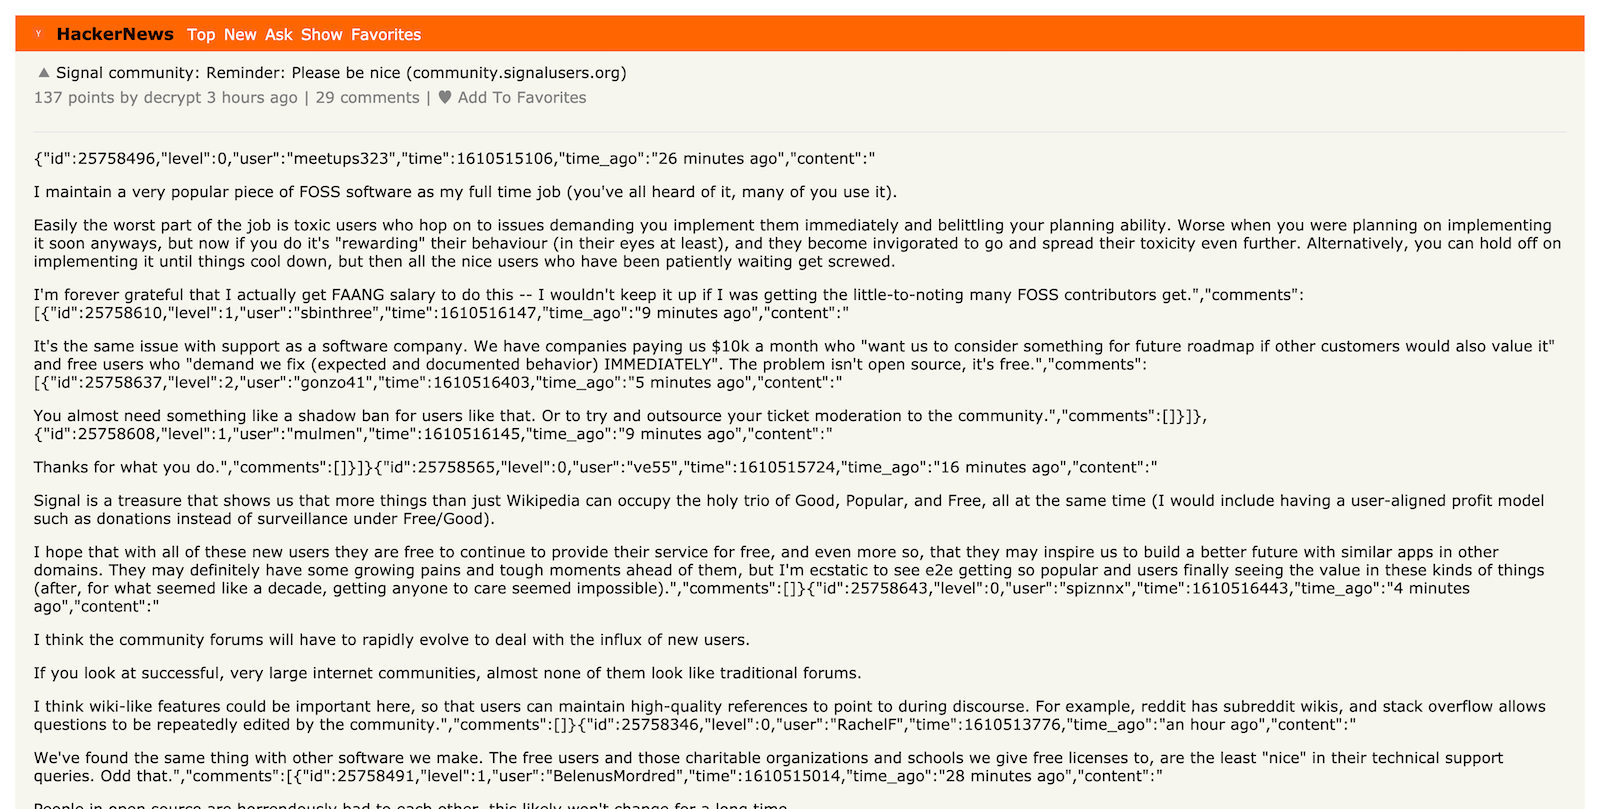 Y HackerNews Top New Ask Show Favorites
▲ Signal community: Reminder: Please be nice (community.signalusers.org)
137 points by decrypt 3 hours ago | 29 comments | ♥ Add To Favorites
{"id":25758496,"level":0,"user":"meetups323","time":1610515106,"time_ago":"26 minutes ago","content":"
I maintain a very popular piece of FOSS software as my full time job (you've all heard of it, many of you use it).
Easily the worst part of the job is toxic users who hop on to issues demanding you implement them immediately and belittling your planning ability. Worse when you were planning on implementing
it soon anyways, but now if you do it's "rewarding" their behaviour (in their eyes at least), and they become invigorated to go and spread their toxicity even further. Alternatively, you can hold off on
implementing it until things cool down, but then all the nice users who have been patiently waiting get screwed.
I'm forever grateful that I actually get FAANG salary to do this -- I wouldn't keep it up if I was getting the little-to-noting many FOSS contributors get.","comments":
[{"id":25758610,"level":1,"user":"sbinthree","time":1610516147,"time_ago":"9 minutes ago","content":"
It's the same issue with support as a software company. We have companies paying us $10k a month who "want us to consider something for future roadmap if other customers would also value it"
and free users who "demand we fix (expected and documented behavior) IMMEDIATELY". The problem isn't open source, it's free.","comments":
[{"id":25758637,"level":2,"user":"gonzo41","time":1610516403,"time_ago":"5 minutes ago","content":"
You almost need something like a shadow ban for users like that. Or to try and outsource your ticket moderation to the community.","comments":[]}]},
{"id":25758608,"level":1,"user":"mulmen","time":1610516145,"time_ago":"9 minutes ago","content":"
Thanks for what you do.","comments":[]}]}{"id":25758565,"level":0,"user":"ve55","time":1610515724,"time_ago":"16 minutes ago","content":"
Signal is a treasure that shows us that more things than just Wikipedia can occupy the holy trio of Good, Popular, and Free, all at the same time (I would include having a user-aligned profit model
such as donations instead of surveillance under Free/Good).
I hope that with all of these new users they are free to continue to provide their service for free, and even more so, that they may inspire us to build a better future with similar apps in other
domains. They may definitely have some growing pains and tough moments ahead of them, but I'm ecstatic to see e2e getting so popular and users finally seeing the value in these kinds of things
(after, for what seemed like a decade, getting anyone to care seemed impossible).","comments":[]}{"id":25758643,"level":0,"user":"spiznnx","time":1610516443,"time_ago":"4 minutes
ago","content":"
I think the community forums will have to rapidly evolve to deal with the influx of new users.
If you look at successful, very large internet communities, almost none of them look like traditional forums.
I think wiki-like features could be important here, so that users can maintain high-quality references to point to during discourse. For example, reddit has subreddit wikis, and stack overflow allows
questions to be repeatedly edited by the community.","comments":[]}{"id":25758346,"level":0,"user":"RachelF","time":1610513776,"time_ago":"an hour ago","content":"
We've found the same thing with other software we make. The free users and those charitable organizations and schools we give free licenses to, are the least "nice" in their technical support
queries. Odd that.","comments":[{"id":25758491,"level":1,"user":"BelenusMordred","time":1610515014,"time_ago":"28 minutes ago","content":"
People in open source are horrendously bad to each other, this likely won't change for a long time.